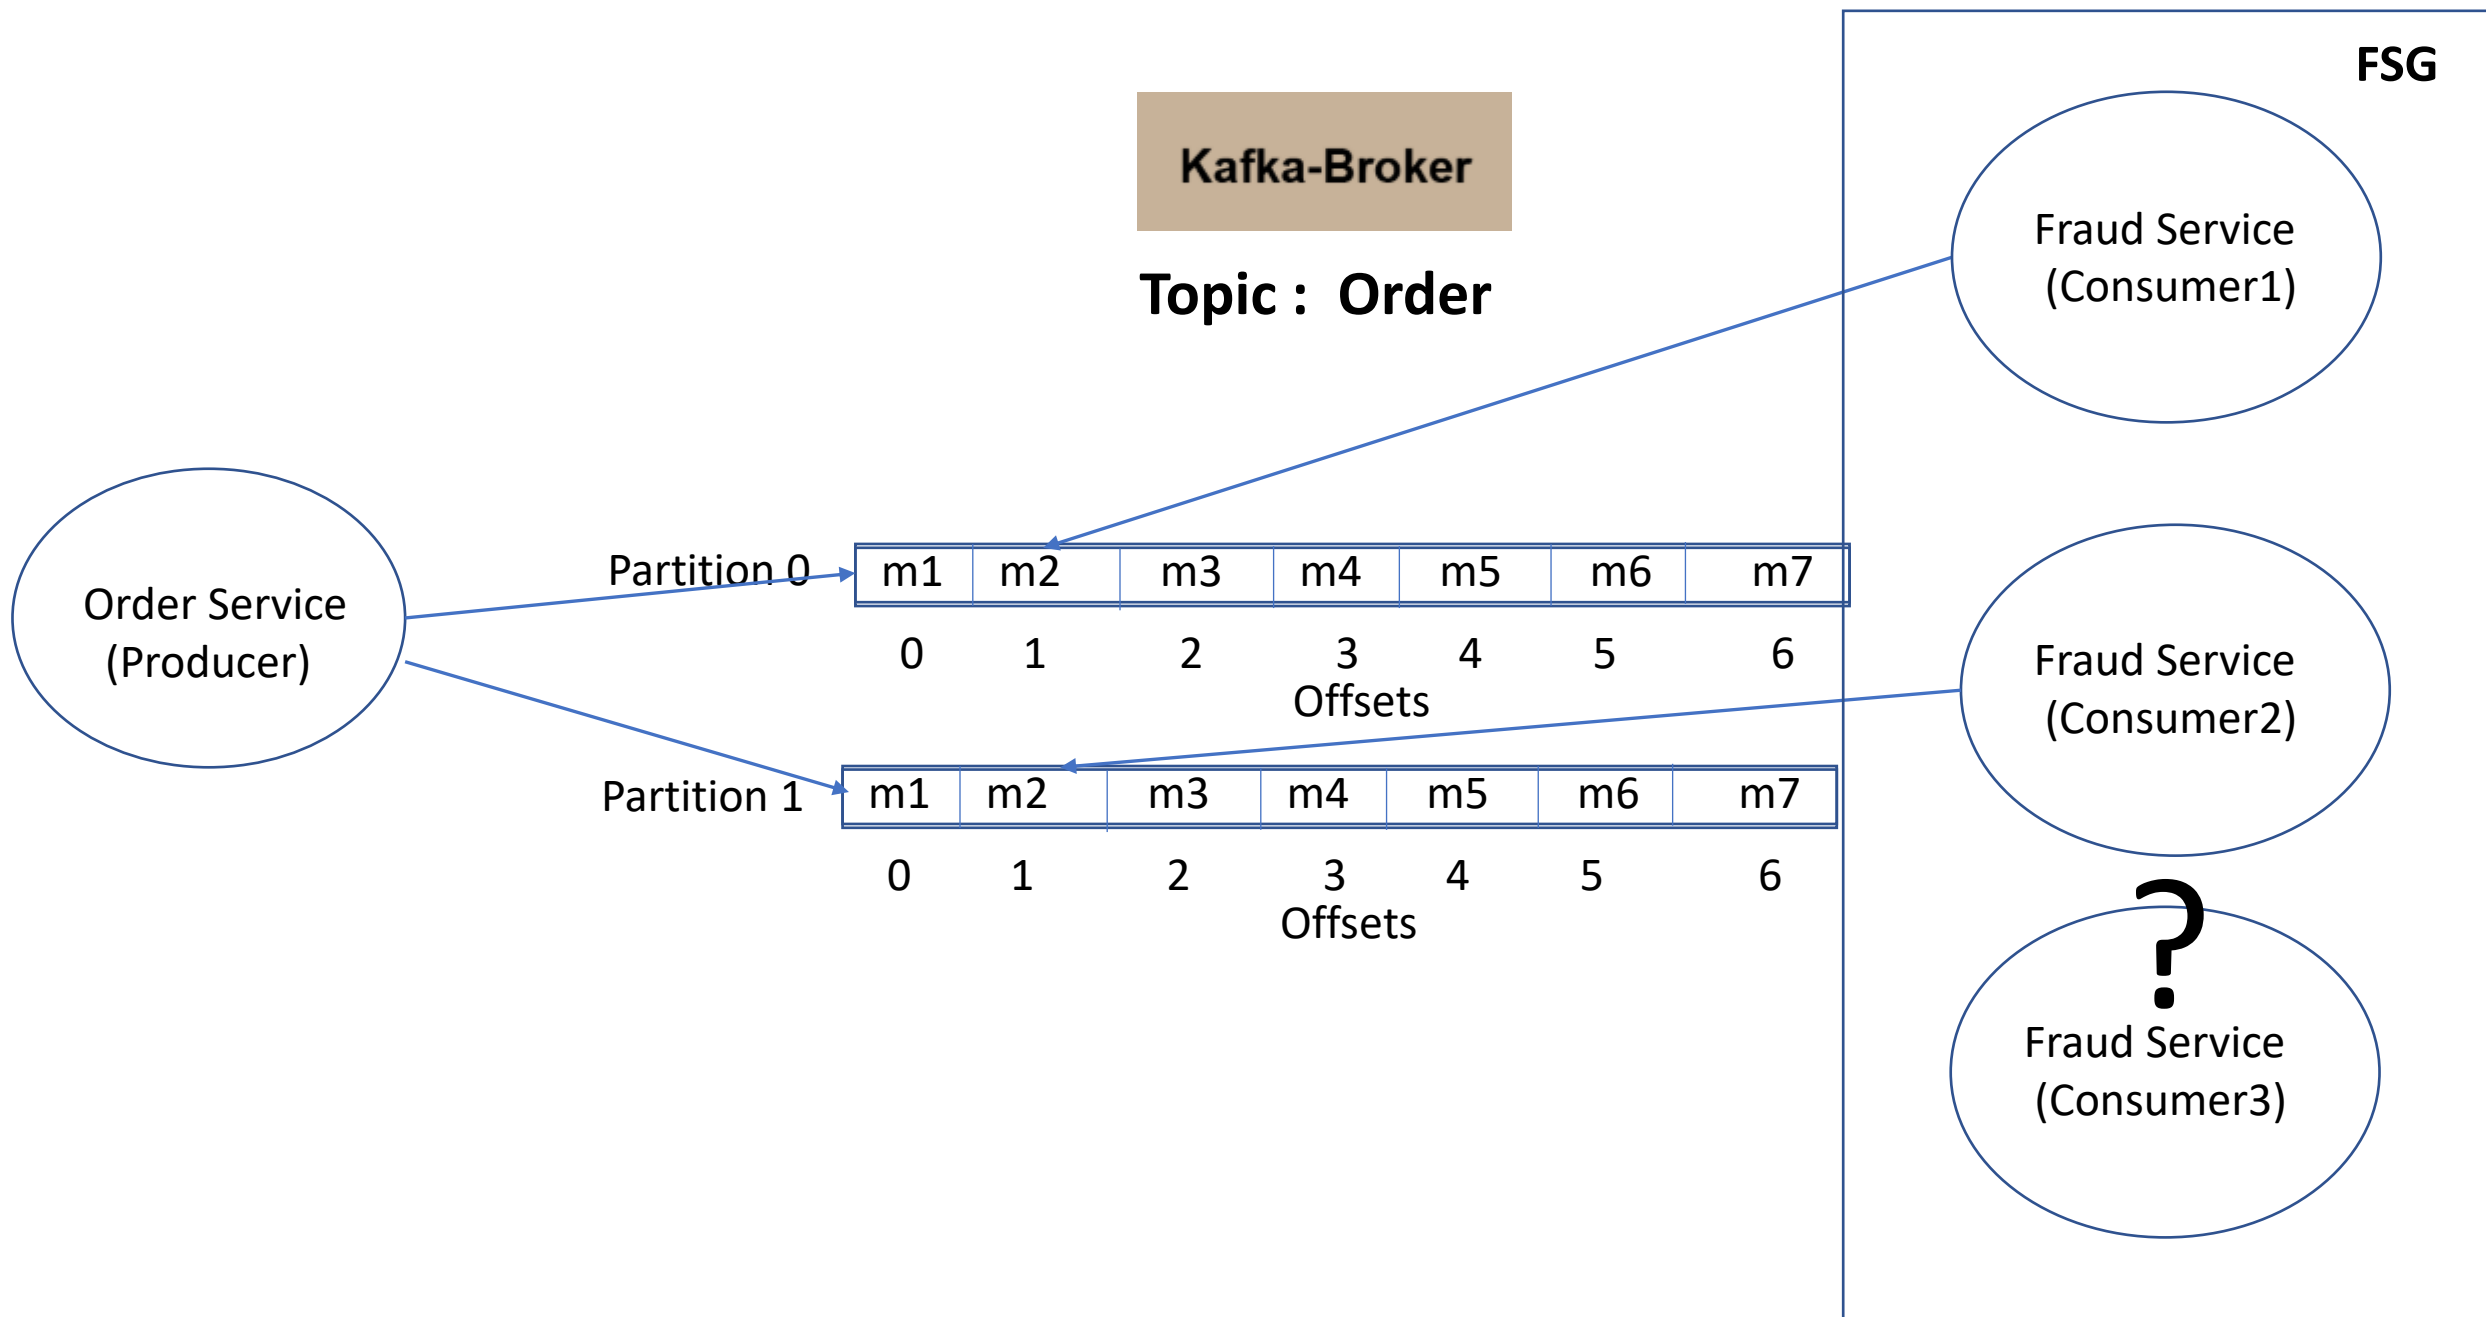 FSG
Kafka-Broker
Topic :  Order
Fraud Service
(Consumer1)
Order Service
(Producer)
Partition 0
m1 m2 m3 m4 m5 m6 m7
0 1 2 3 4 5 6
Offsets
Fraud Service
(Consumer2)
Partition 1
m1 m2 m3 m4 m5 m6 m7
0 1 2 3 4 5 6
Offsets
?
Fraud Service
(Consumer3)